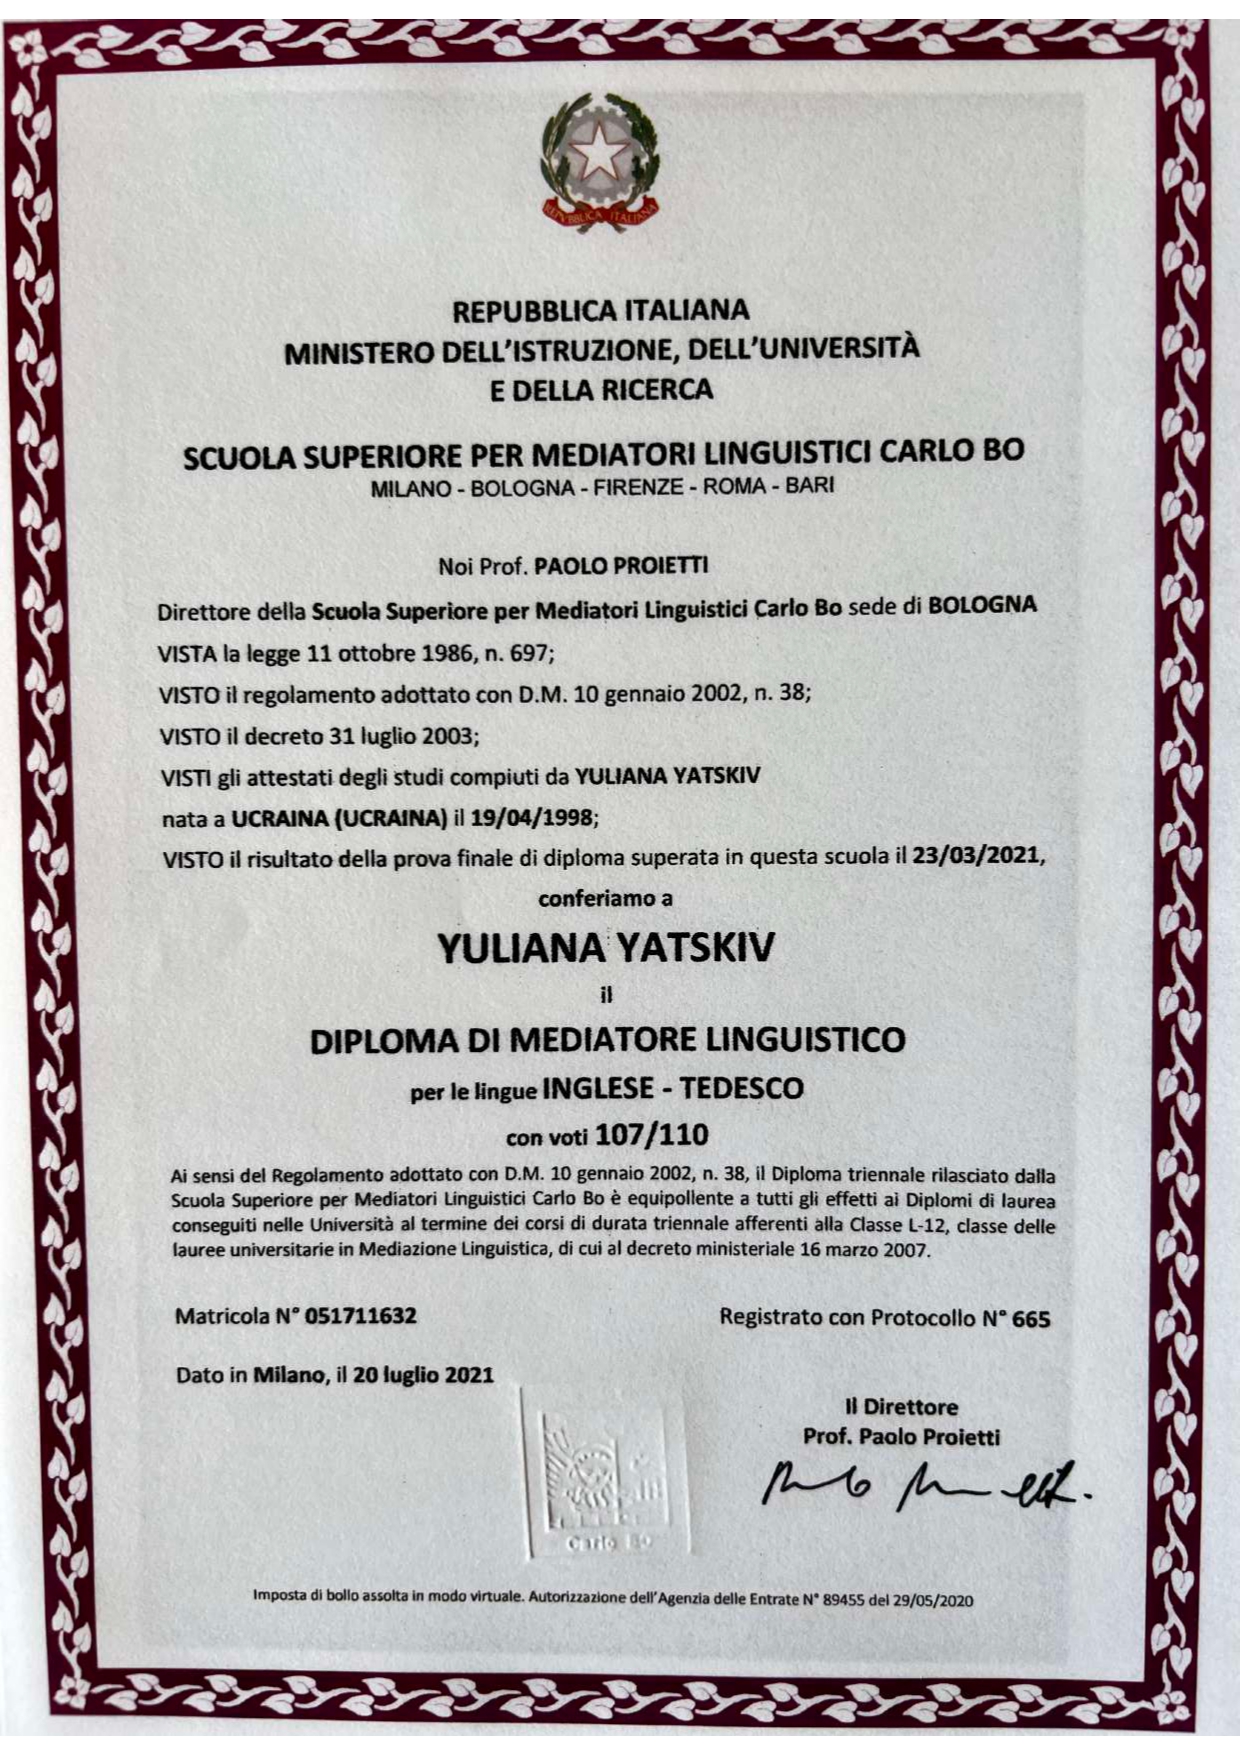 REPUBBLICA ITALIANA
REPUBBLICA ITALIANA
MINISTERO DELL'ISTRUZIONE, DELL'UNIVERSITÀ
E DELLA RICERCA
SCUOLA SUPERIORE PER MEDIATORI LINGUISTICI CARLO BO
MILANO - BOLOGNA - FIRENZE - ROMA - BARI
Noi Prof. PAOLO PROIETTI
Direttore della Scuola Superiore per Mediatori Linguistici Carlo Bo sede di BOLOGNA
VISTA la legge 11 ottobre 1986, n. 697;
VISTO il regolamento adottato con D.M. 10 gennaio 2002, n. 38;
VISTO il decreto 31 luglio 2003;
VISTI gli attestati degli studi compiuti da YULIANA YATSKIV
nata a UCRAINA (UCRAINA) il 19/04/1998;
VISTO il risultato della prova finale di diploma superata in questa scuola il 23/03/2021,
conferiamo a
YULIANA YATSKIV
il
DIPLOMA DI MEDIATORE LINGUISTICO
per le lingue INGLESE - TEDESCO
con voti 107/110
Ai sensi del Regolamento adottato con D.M. 10 gennaio 2002, n. 38, il Diploma triennale rilasciato dalla
Scuola Superiore per Mediatori Linguistici Carlo Bo è equipollente a tutti gli effetti ai Diplomi di laurea
conseguiti nelle Università al termine dei corsi di durata triennale afferenti alla Classe L-12, classe delle
lauree universitarie in Mediazione Linguistica, di cui al decreto ministeriale 16 marzo 2007.
Matricola N° 051711632
Registrato con Protocollo N° 665
Dato in Milano, il 20 luglio 2021
Il Direttore
Prof. Paolo Proietti
Carlo Bo
Imposta di bollo assolta in modo virtuale. Autorizzazione dell'Agenzia delle Entrate N° 89455 del 29/05/2020